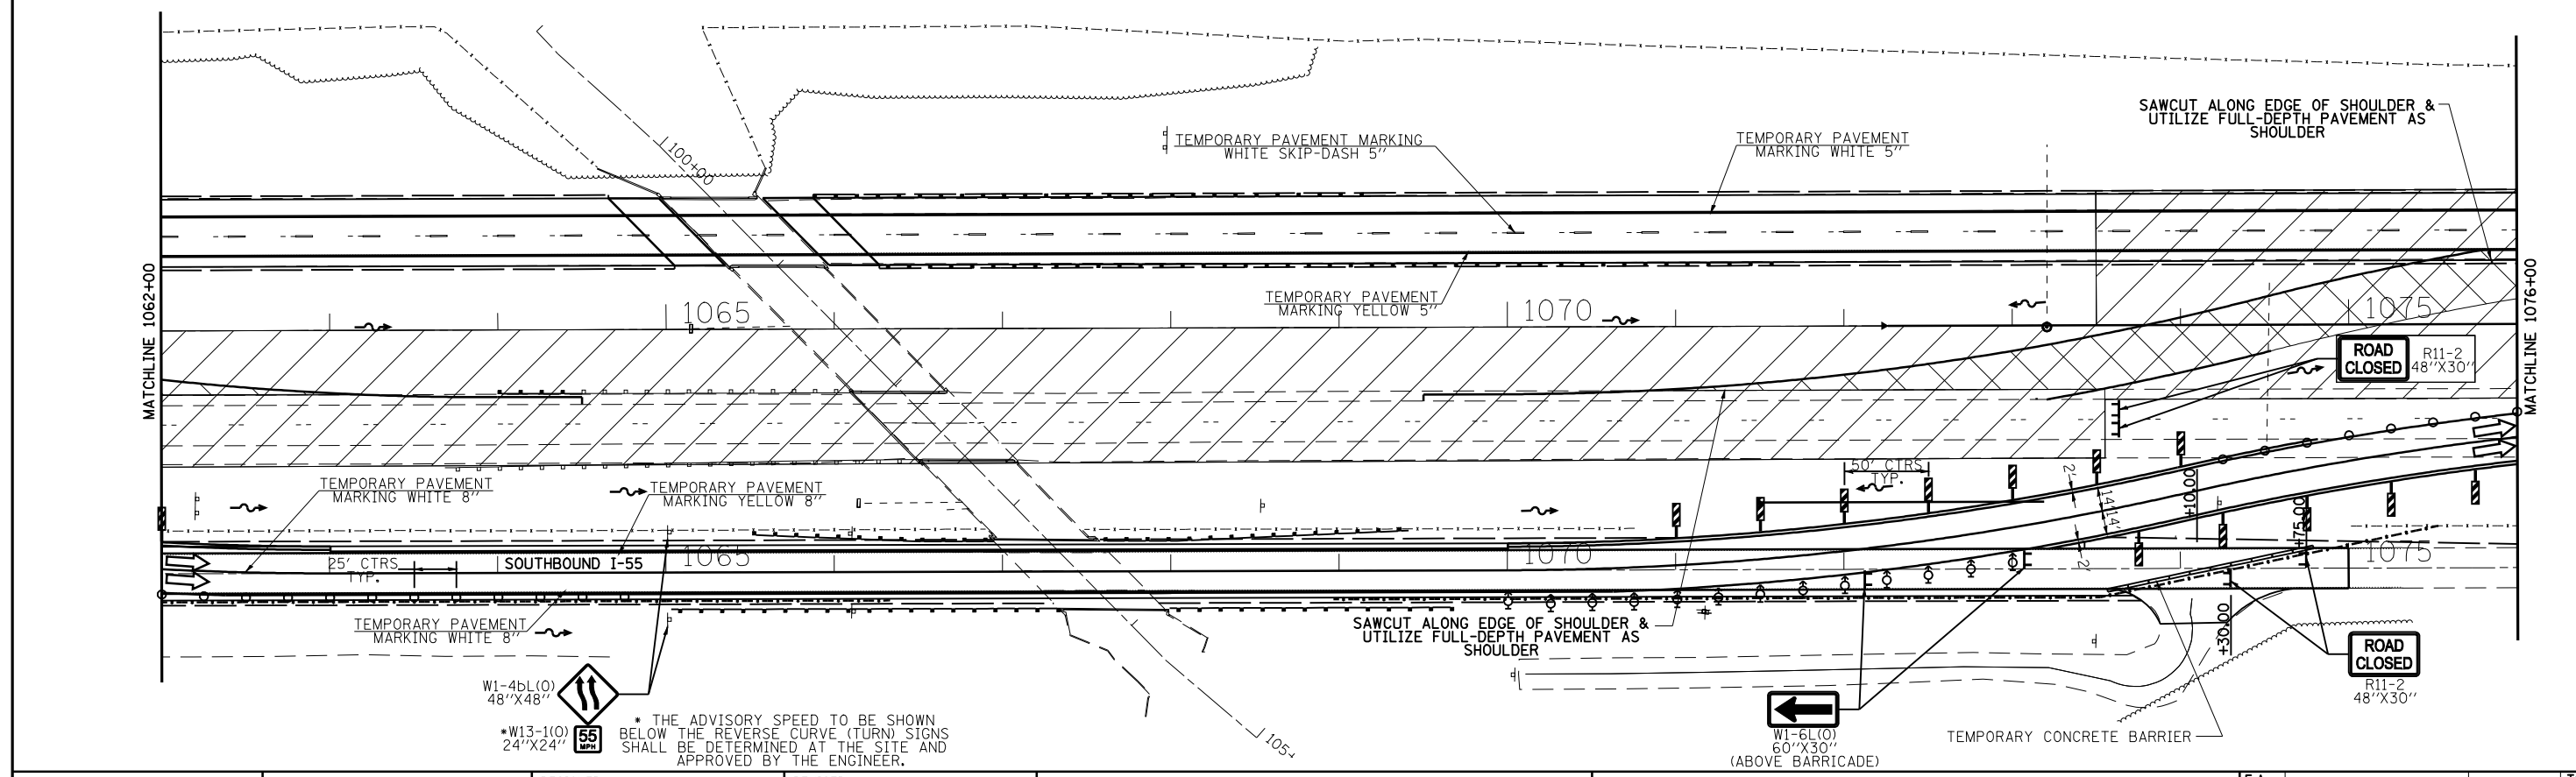 SAWCUT ALONG EDGE OF SHOULDER &
UTILIZE FULL-DEPTH PAVEMENT AS
SHOULDER
TEMPORARY PAVEMENT MARKING
WHITE SKIP-DASH 5''
TEMPORARY PAVEMENT
MARKING WHITE 5''
100+00
MATCHLINE 1062+00
MATCHLINE 1076+00
TEMPORARY PAVEMENT
MARKING YELLOW 5''
1065
1070
1075
ROAD
CLOSED
R11-2
48''X30''
TEMPORARY PAVEMENT
MARKING WHITE 8''
TEMPORARY PAVEMENT
MARKING YELLOW 8''
50' CTRS
TYP.
2'
14'
14'
2'
+10.00
+75.00
25' CTRS
TYP.
SOUTHBOUND I-55
1065
1070
1075
TEMPORARY PAVEMENT
MARKING WHITE 8''
SAWCUT ALONG EDGE OF SHOULDER &
UTILIZE FULL-DEPTH PAVEMENT AS
SHOULDER
+30.00
ROAD
CLOSED
R11-2
48''X30''
W1-4bL(O)
48''X48''
*W13-1(O)
24''X24''
55
MPH
* THE ADVISORY SPEED TO BE SHOWN
BELOW THE REVERSE CURVE (TURN) SIGNS
SHALL BE DETERMINED AT THE SITE AND
APPROVED BY THE ENGINEER.
105+
W1-6L(O)
60''X30''
(ABOVE BARRICADE)
TEMPORARY CONCRETE BARRIER